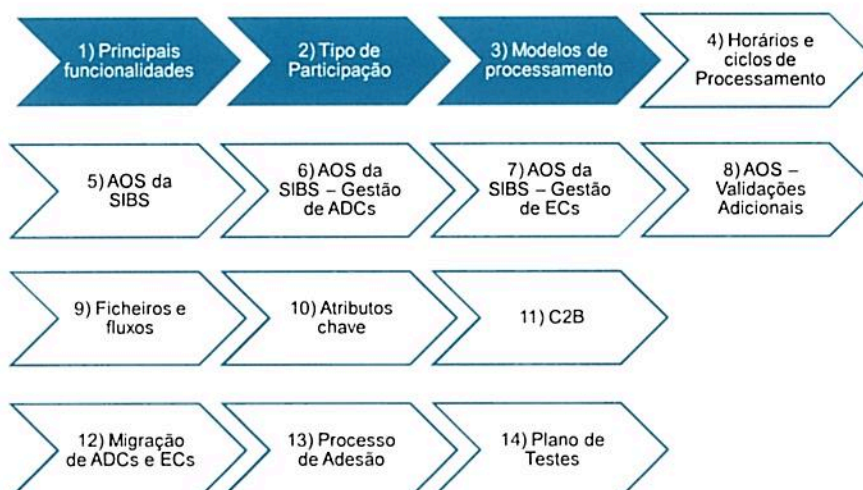 1) Principais
funcionalidades
2) Tipo de
Participação
3) Modelos de
processamento
4) Horários e
ciclos de
Processamento
5) AOS da
SIBS
6) AOS da
SIBS – Gestão
de ADCs
7) AOS da
SIBS – Gestão
de ECs
8) AOS –
Validações
Adicionais
9) Ficheiros e
fluxos
10) Atributos
chave
11) C2B
12) Migração
de ADCs e ECs
13) Processo
de Adesão
14) Plano de
Testes